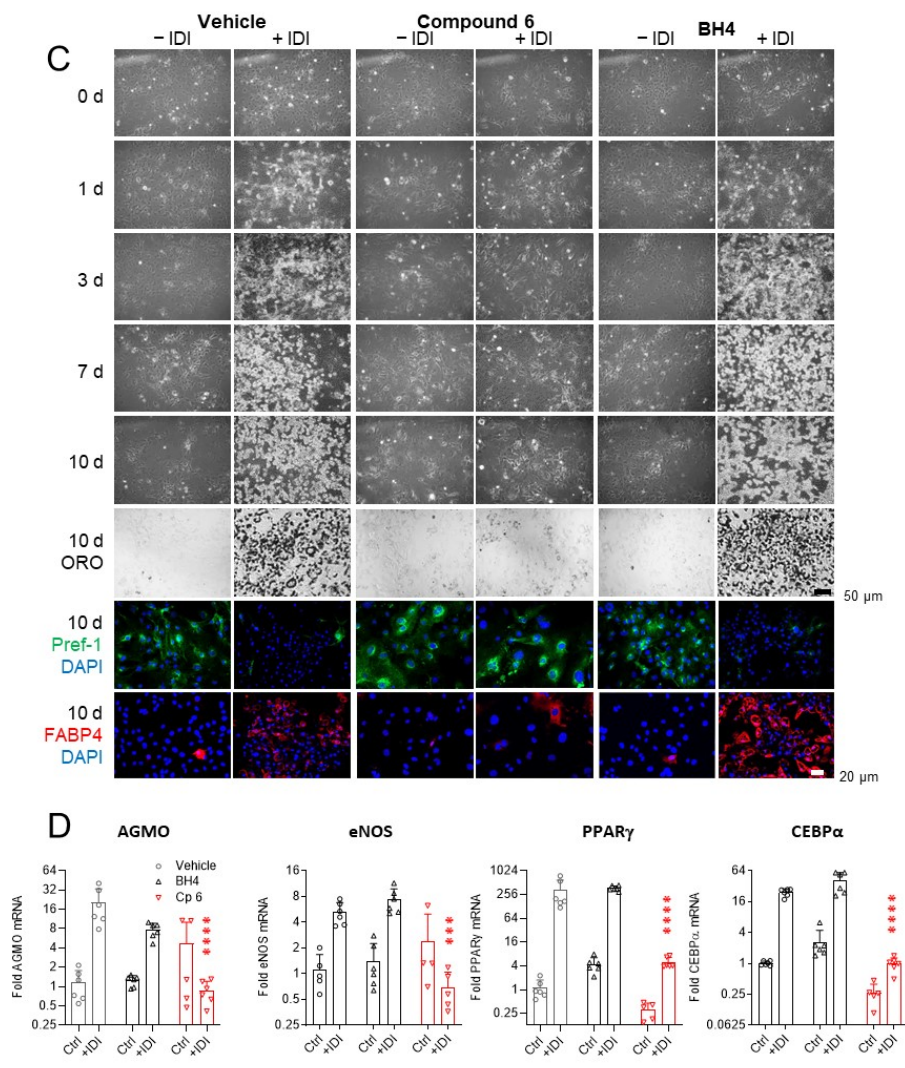 C
Vehicle Compound 6 BH4
− IDI + IDI − IDI + IDI − IDI + IDI
0 d
1 d
3 d
7 d
10 d
10 d
ORO
50 µm
10 d
Pref-1
DAPI
10 d
FABP4
DAPI
20 µm
D
AGMO
Fold AGMO mRNA
64
32
16
8
4
2
1
0.5
0.25
Vehicle
BH4
Cp 6
****
Ctrl +IDI Ctrl +IDI Ctrl +IDI
eNOS
Fold eNOS mRNA
16
8
4
2
1
0.5
0.25
***
Ctrl +IDI Ctrl +IDI Ctrl +IDI
PPARγ
Fold PPARγ mRNA
1024
256
64
16
4
1
0.25
****
Ctrl +IDI Ctrl +IDI Ctrl +IDI
CEBPα
Fold CEBPα mRNA
64
16
4
1
0.25
0.0625
****
Ctrl +IDI Ctrl +IDI Ctrl +IDI